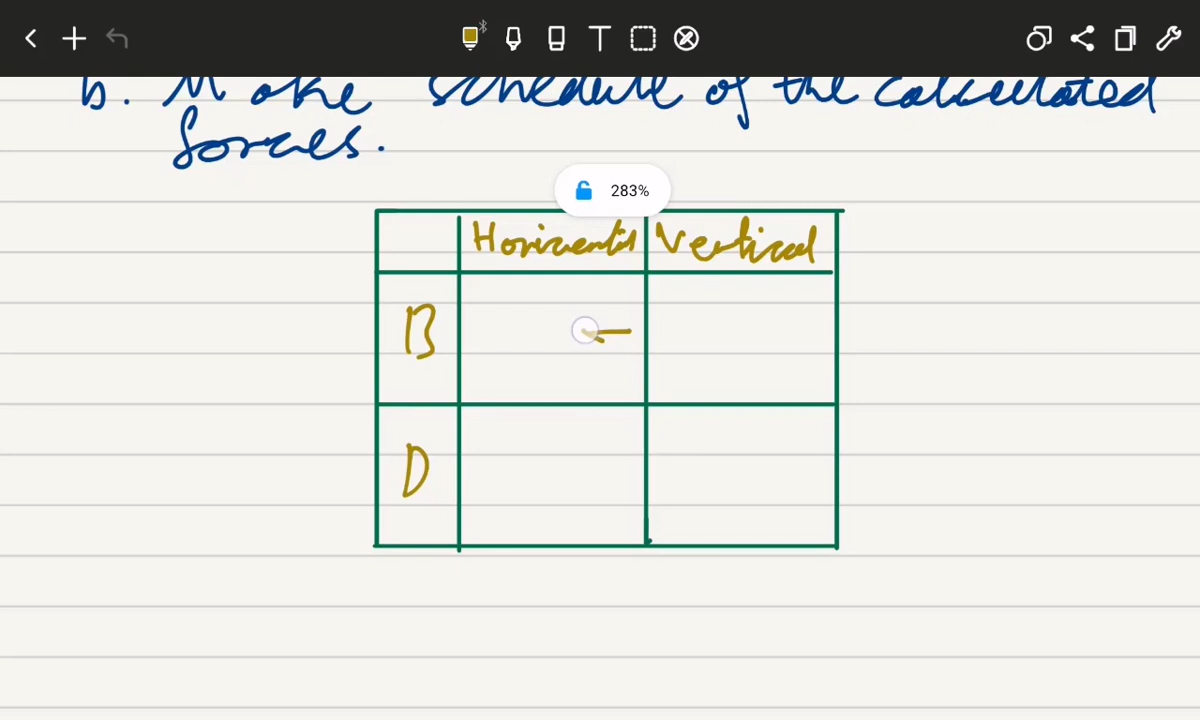 b. Make schedule of the calculated
forces.
283%
Horizontal Vertical
B ←
D